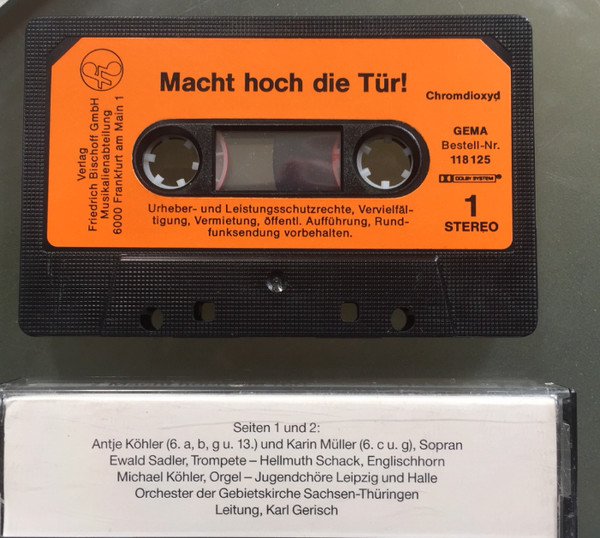 Macht hoch die Tür!
Chromdioxyd
Verlag
Friedrich Bischoff GmbH
Musikalienabteilung
6000 Frankfurt am Main 1
GEMA
Bestell-Nr.
118125
DOLBY SYSTEM
1
STEREO
Urheber- und Leistungsschutzrechte, Vervielfäl-
tigung, Vermietung, öffentl. Aufführung, Rund-
funksendung vorbehalten.
Seiten 1 und 2:
Antje Köhler (6. a, b, g u. 13.) und Karin Müller (6. c u. g), Sopran
Ewald Sadler, Trompete – Hellmuth Schack, Englischhorn
Michael Köhler, Orgel – Jugendchöre Leipzig und Halle
Orchester der Gebietskirche Sachsen-Thüringen
Leitung, Karl Gerisch